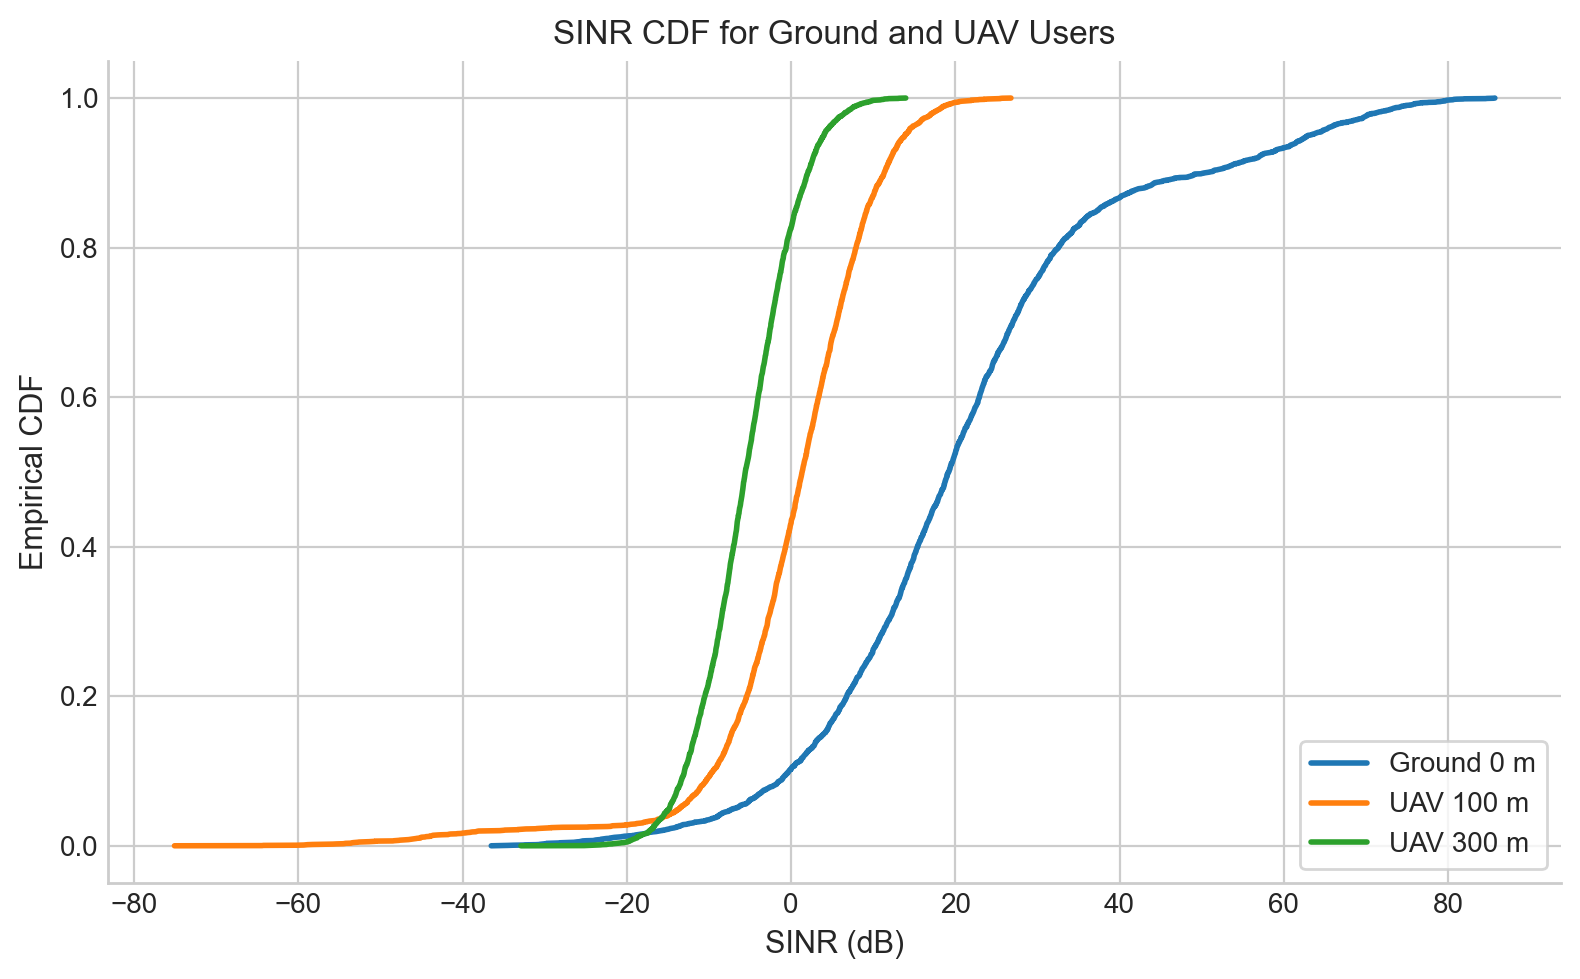 SINR CDF for Ground and UAV Users
Empirical CDF
1.0
0.8
0.6
0.4
0.2
0.0
−80
−60
−40
−20
0
20
40
60
80
SINR (dB)
Ground 0 m
UAV 100 m
UAV 300 m